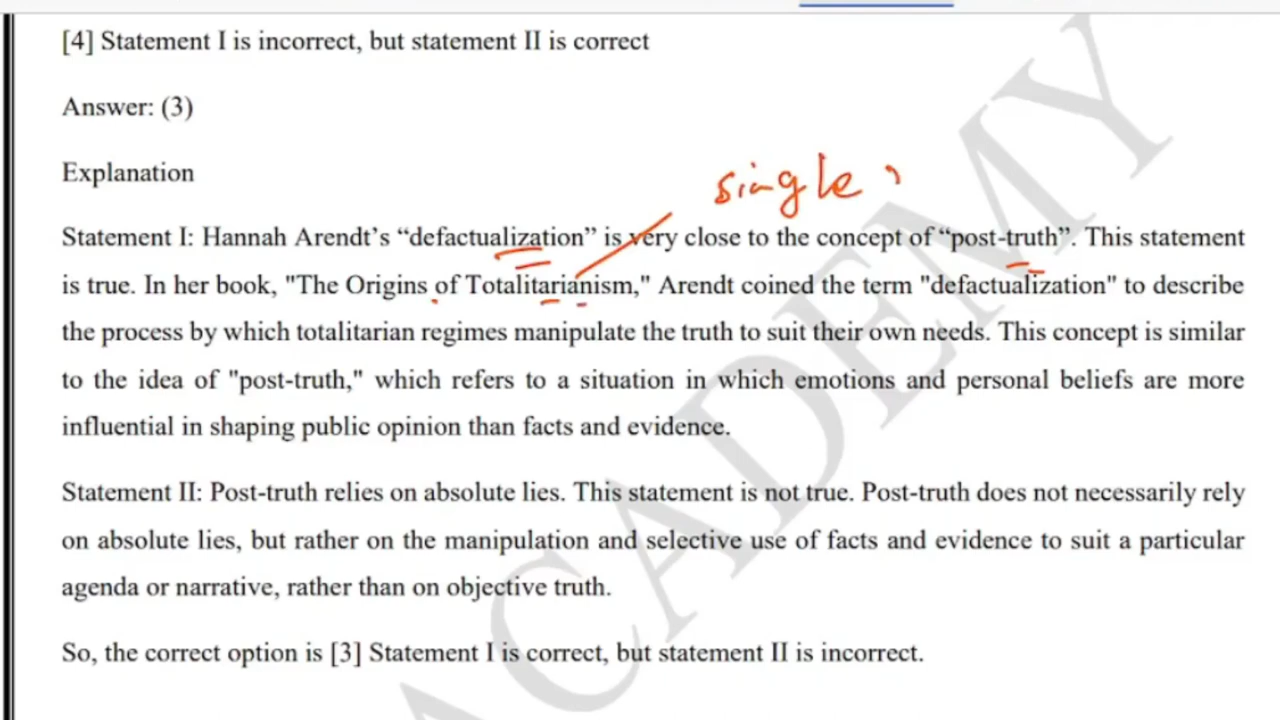 [4] Statement I is incorrect, but statement II is correct
Answer: (3)
Explanation
single
Statement I: Hannah Arendt's “defactualization” is very close to the concept of “post-truth”. This statement
is true. In her book, "The Origins of Totalitarianism," Arendt coined the term "defactualization" to describe
the process by which totalitarian regimes manipulate the truth to suit their own needs. This concept is similar
to the idea of "post-truth," which refers to a situation in which emotions and personal beliefs are more
influential in shaping public opinion than facts and evidence.
Statement II: Post-truth relies on absolute lies. This statement is not true. Post-truth does not necessarily rely
on absolute lies, but rather on the manipulation and selective use of facts and evidence to suit a particular
agenda or narrative, rather than on objective truth.
So, the correct option is [3] Statement I is correct, but statement II is incorrect.
ACADEMY